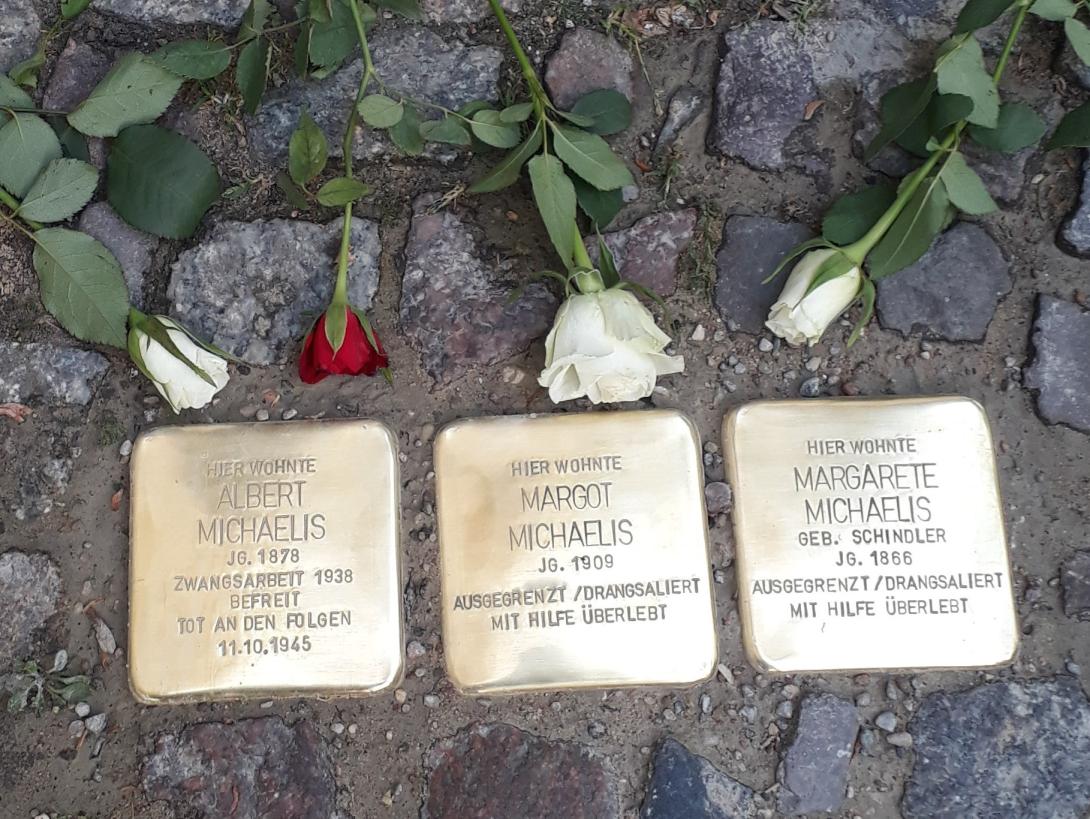 HIER WOHNTE
ALBERT
MICHAELIS
JG. 1878
ZWANGSARBEIT 1938
BEFREIT
TOT AN DEN FOLGEN
11.10.1945
HIER WOHNTE
MARGOT
MICHAELIS
JG. 1909
AUSGEGRENZT / DRANGSALIERT
MIT HILFE ÜBERLEBT
HIER WOHNTE
MARGARETE
MICHAELIS
GEB. SCHINDLER
JG. 1866
AUSGEGRENZT / DRANGSALIERT
MIT HILFE ÜBERLEBT